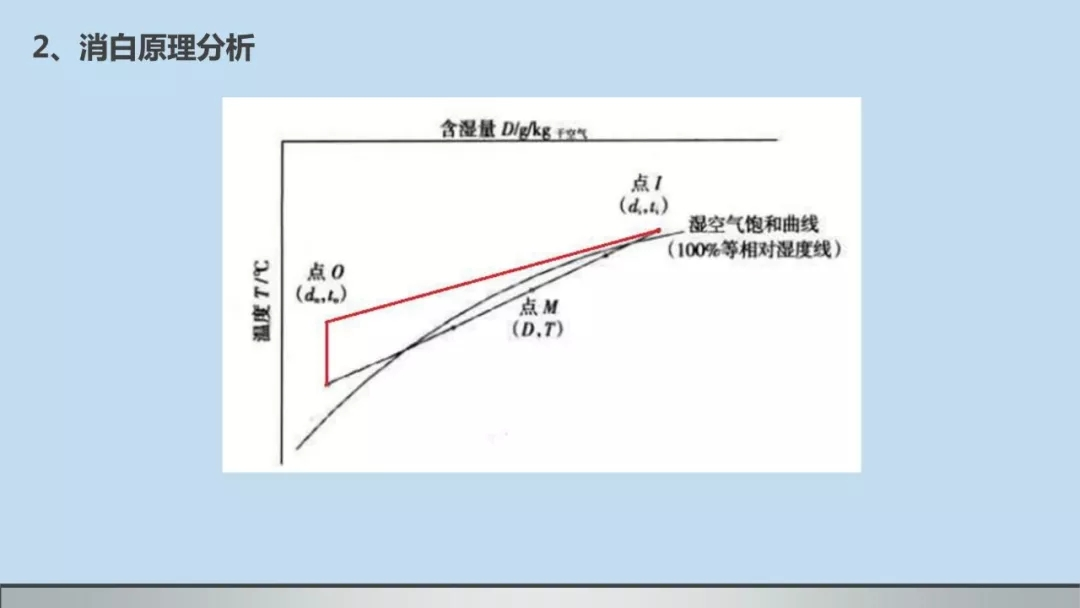 2、消白原理分析
含湿量 D/g/kg 干空气
点 I
(dᵢ,tᵢ)
湿空气饱和曲线
(100%等相对湿度线)
点 O
(dₒ,tₒ)
温度 T/℃
点 M
(D,T)